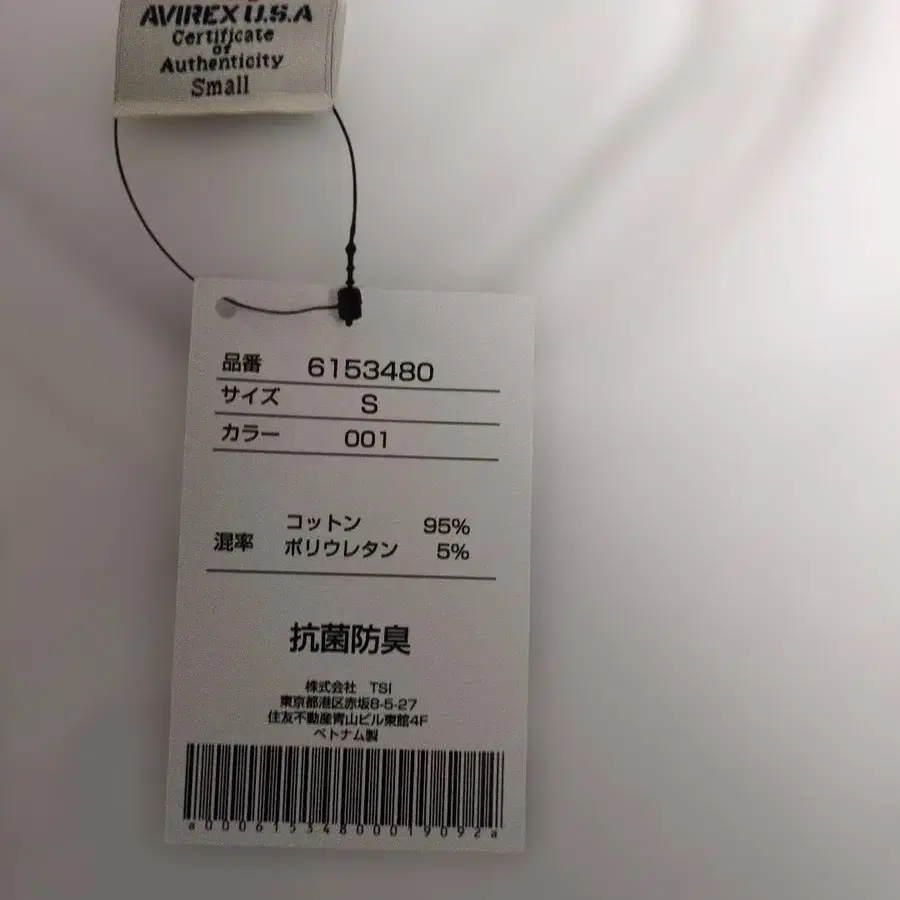 AVIREX U.S.A
Certificate
of
Authenticity
Small
品番 6153480
サイズ S
カラー 001
混率 コットン 95%
ポリウレタン 5%
抗菌防臭
株式会社 TSI
東京都港区赤坂8-5-27
住友不動産青山ビル東館4F
ベトナム製
a00061534800019092a